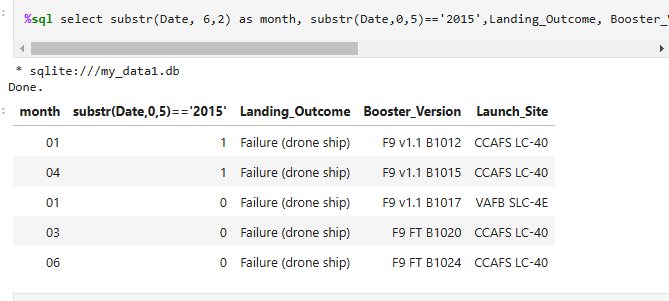 %sql select substr(Date, 6,2) as month, substr(Date,0,5)=='2015',Landing_Outcome, Booster_V
* sqlite:///my_data1.db
Done.
month substr(Date,0,5)=='2015' Landing_Outcome Booster_Version Launch_Site
01 1 Failure (drone ship) F9 v1.1 B1012 CCAFS LC-40
04 1 Failure (drone ship) F9 v1.1 B1015 CCAFS LC-40
01 0 Failure (drone ship) F9 v1.1 B1017 VAFB SLC-4E
03 0 Failure (drone ship) F9 FT B1020 CCAFS LC-40
06 0 Failure (drone ship) F9 FT B1024 CCAFS LC-40